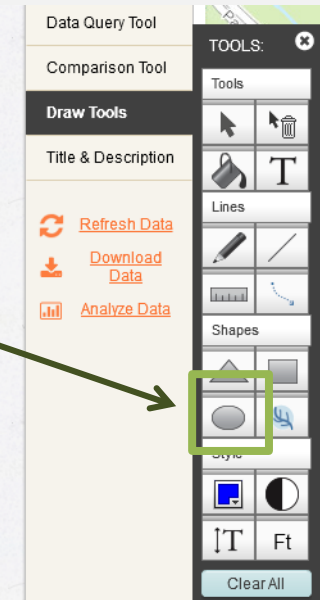 Data Query Tool
Comparison Tool
Draw Tools
Title & Description
Refresh Data
Download
Data
Analyze Data
TOOLS:
Tools
T
Lines
Shapes
Style
T
Ft
Clear All